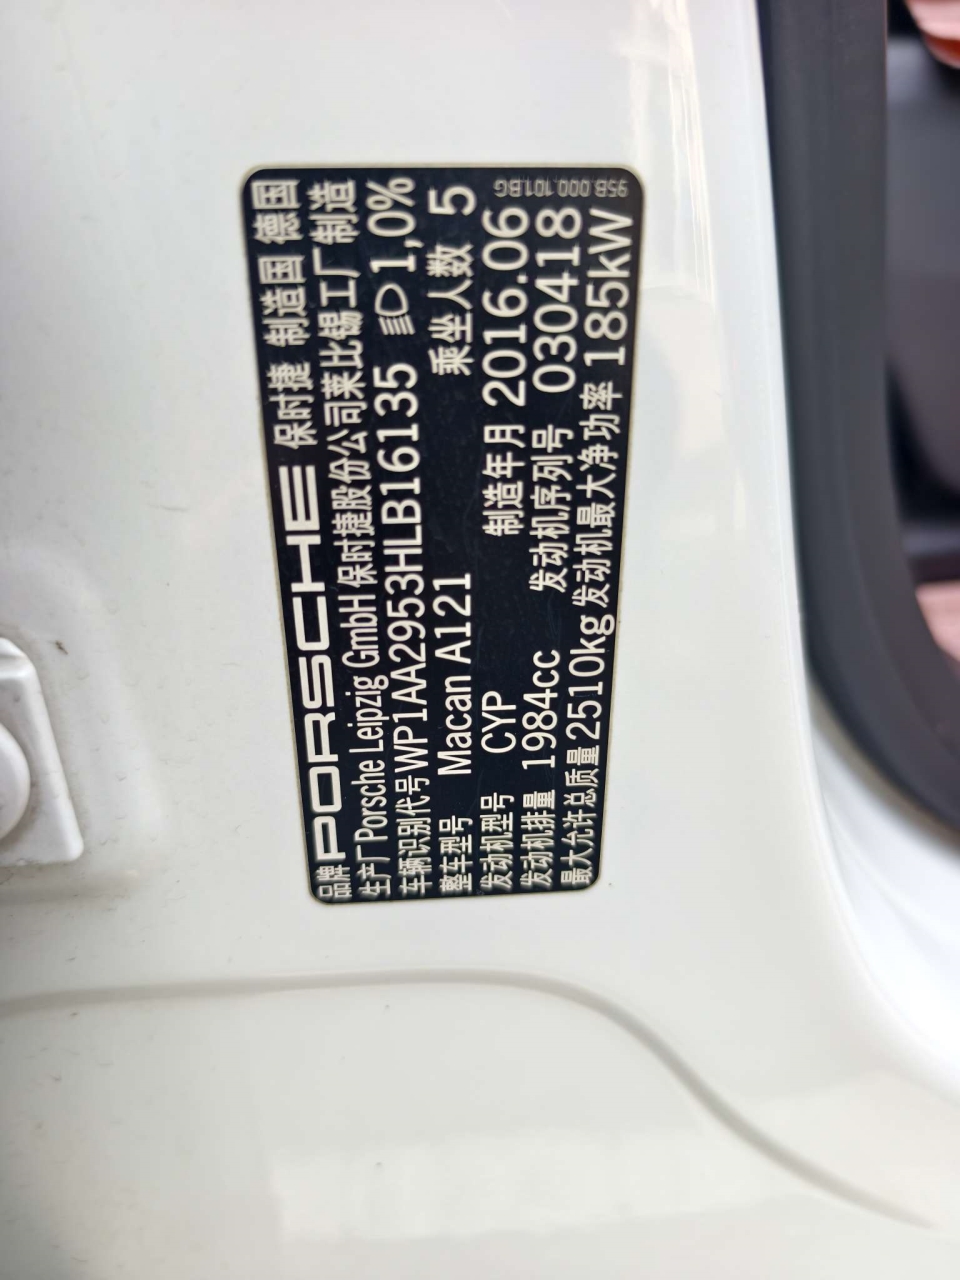 品牌 PORSCHE 保时捷 制造国 德国
生产厂 Porsche Leipzig GmbH 保时捷股份公司莱比锡工厂制造
车辆识别代号 WP1AA2953HLB16135 1,0%
整车型号 Macan A121 乘坐人数 5
发动机型号 CYP 制造年月 2016.06
发动机排量 1984cc 发动机序列号 030418
最大允许总质量 2510kg 发动机最大净功率 185kW
95B.000.101.BG